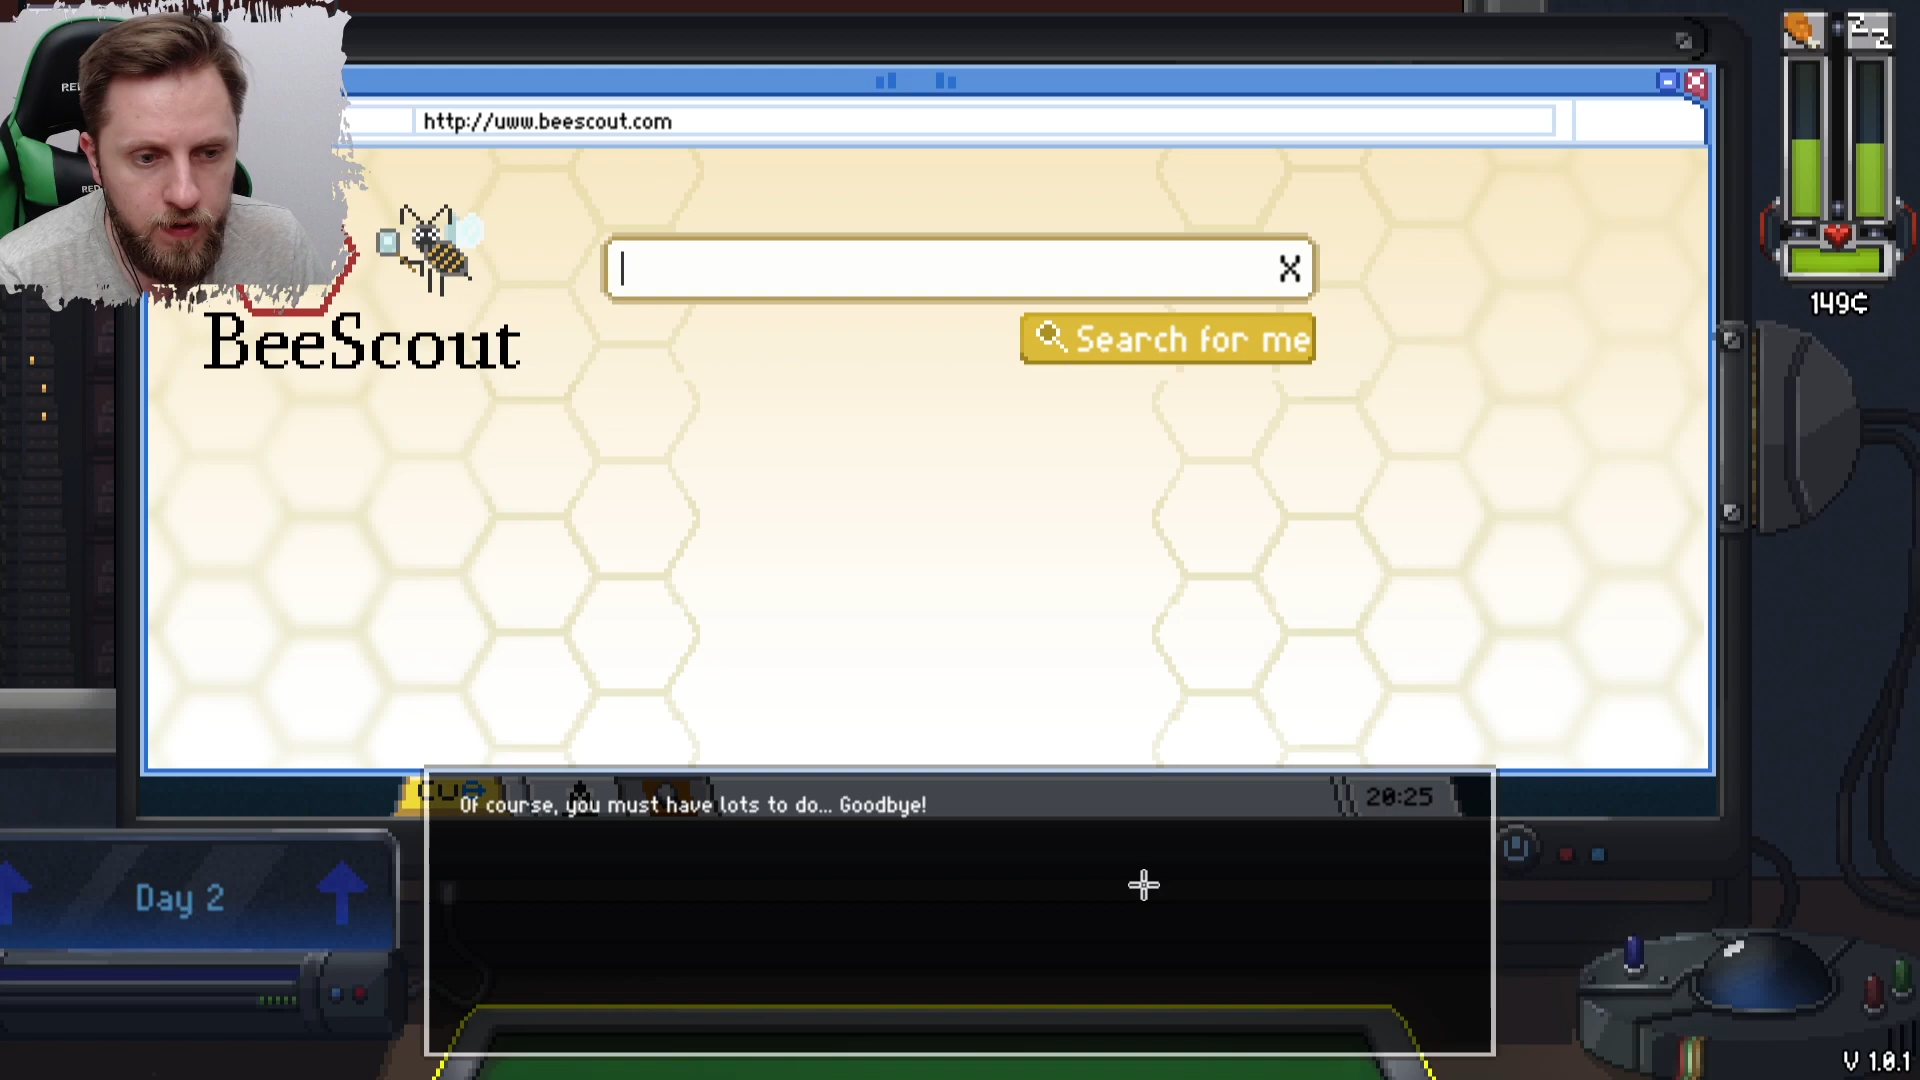 http://uww.beescout.com
BeeScout
X
Search for me
149¢
Of course, you must have lots to do... Goodbye!
20:25
Day 2
V 1.0.1